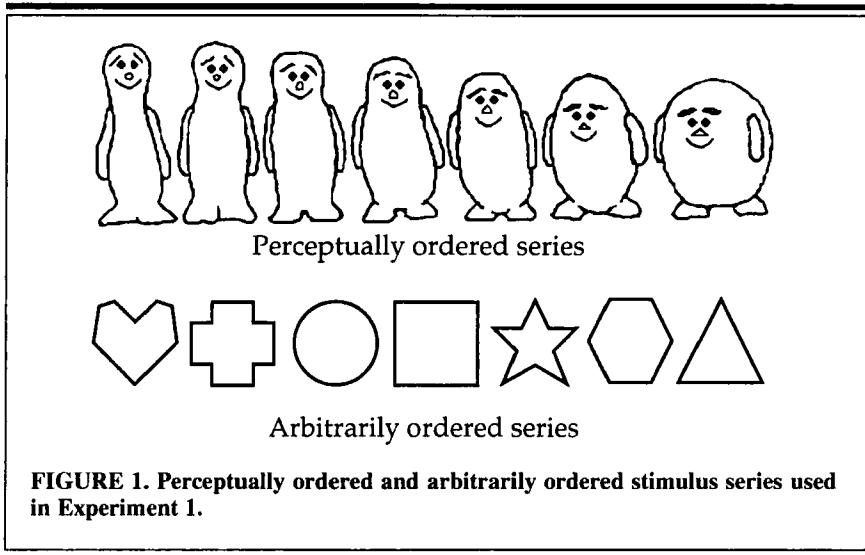 Perceptually ordered series
Arbitrarily ordered series
FIGURE 1. Perceptually ordered and arbitrarily ordered stimulus series used
in Experiment 1.